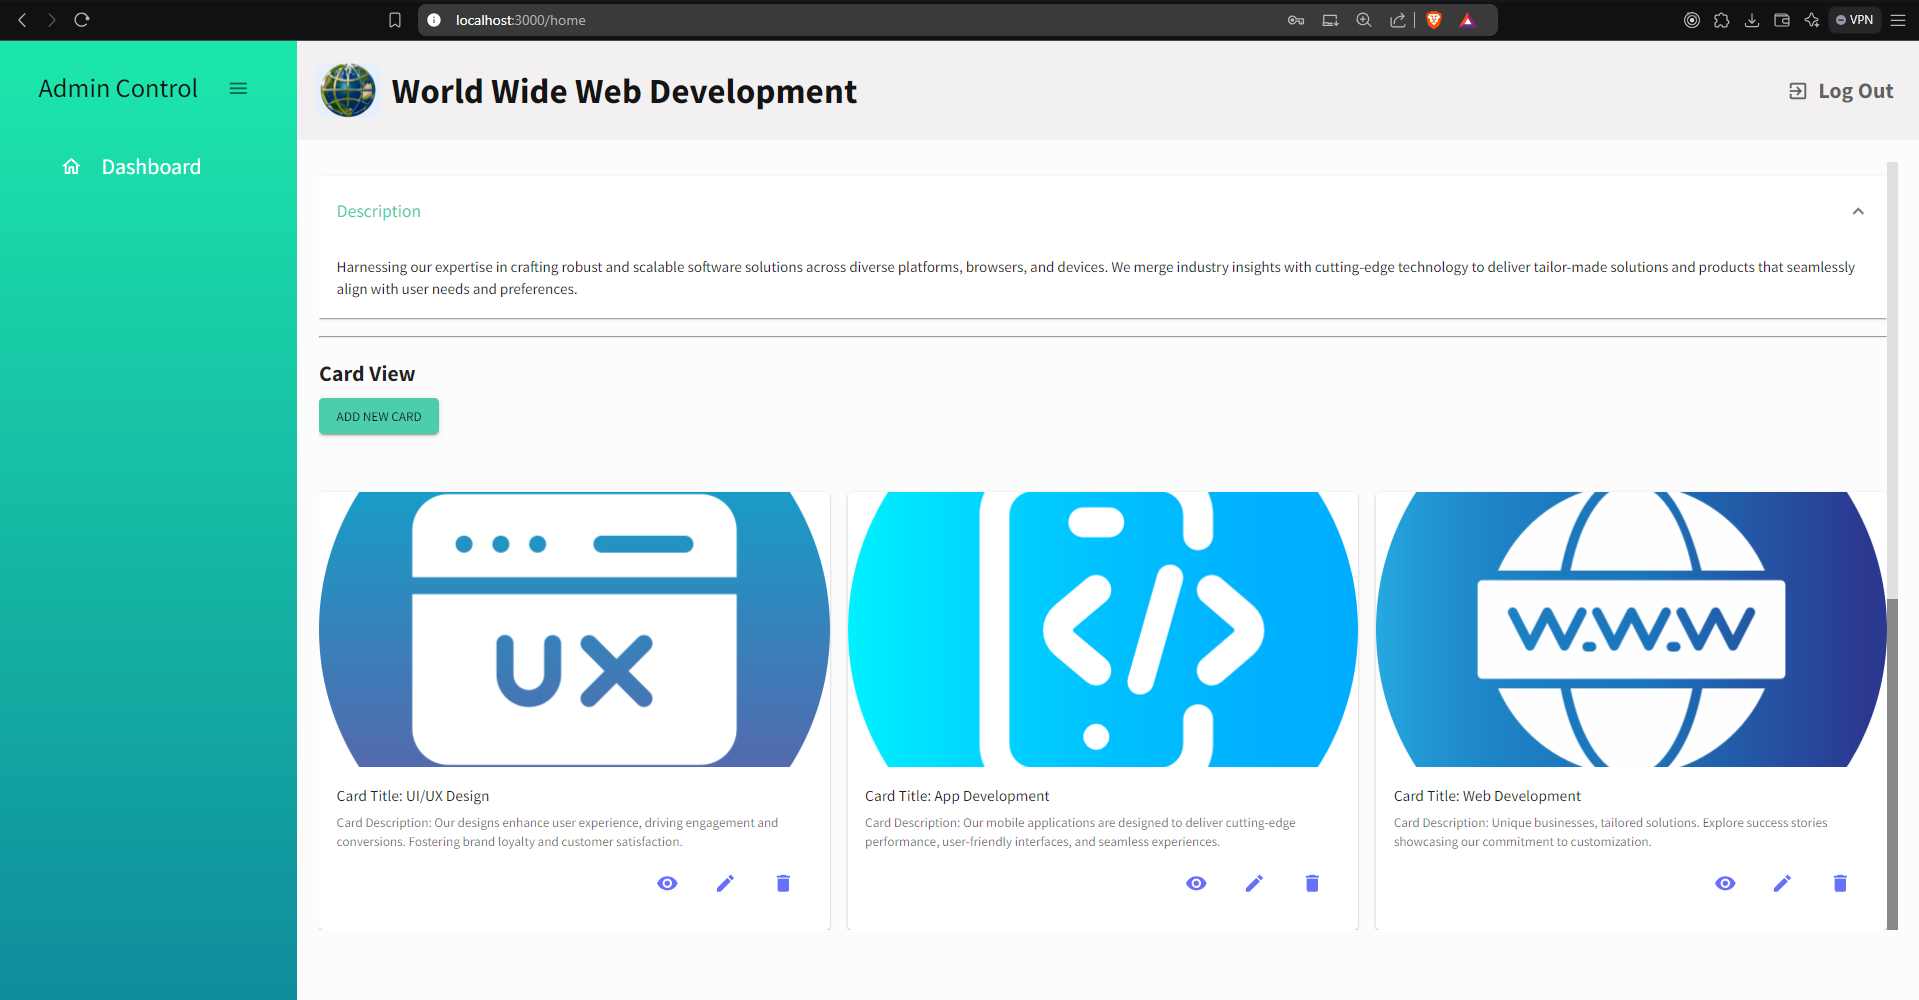 localhost:3000/home
VPN
Admin Control
World Wide Web Development
Log Out
Dashboard
Description
Harnessing our expertise in crafting robust and scalable software solutions across diverse platforms, browsers, and devices. We merge industry insights with cutting-edge technology to deliver tailor-made solutions and products that seamlessly
align with user needs and preferences.
Card View
ADD NEW CARD
UX
</>
W.W.W
Card Title: UI/UX Design
Card Description: Our designs enhance user experience, driving engagement and
conversions. Fostering brand loyalty and customer satisfaction.
Card Title: App Development
Card Description: Our mobile applications are designed to deliver cutting-edge
performance, user-friendly interfaces, and seamless experiences.
Card Title: Web Development
Card Description: Unique businesses, tailored solutions. Explore success stories
showcasing our commitment to customization.